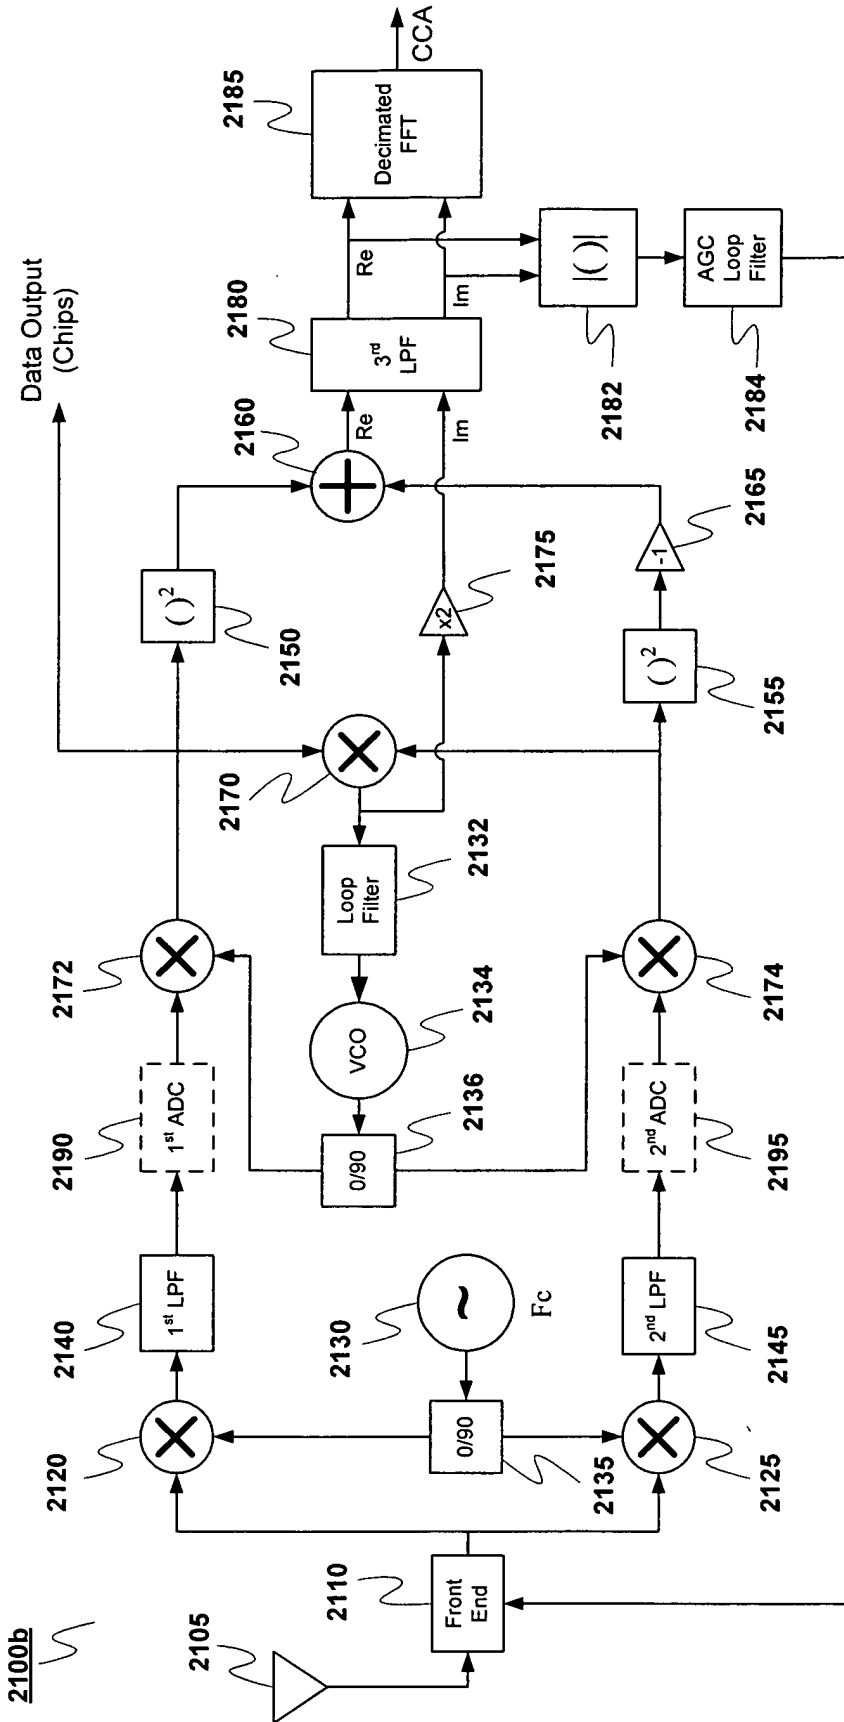 2100b
2105
2110
Front
End
2120
2125
2130
Fc
2135
0/90
2140
1st LPF
2145
2nd LPF
2190
1st ADC
2195
2nd ADC
2136
0/90
2134
VCO
2132
Loop
Filter
2172
2174
2170
Data Output
(Chips)
2150
( )²
2155
( )²
2175
x2
2165
-1
2160
Re
Im
2180
3rd
LPF
Re
Im
2182
|( )|
2184
AGC
Loop
Filter
2185
Decimated
FFT
CCA